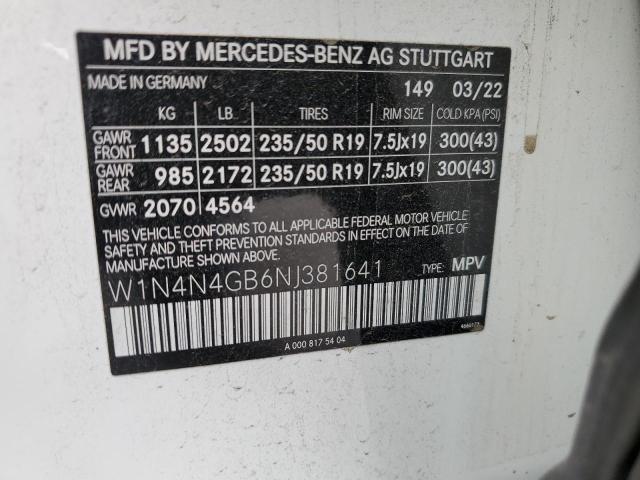 MFD BY MERCEDES-BENZ AG STUTTGART
MADE IN GERMANY 149 03/22
KG LB TIRES RIM SIZE COLD KPA (PSI)
GAWR FRONT 1135 2502 235/50 R19 7.5Jx19 300(43)
GAWR REAR 985 2172 235/50 R19 7.5Jx19 300(43)
GVWR 2070 4564
THIS VEHICLE CONFORMS TO ALL APPLICABLE FEDERAL MOTOR VEHICLE
SAFETY AND THEFT PREVENTION STANDARDS IN EFFECT ON THE DATE
OF MANUFACTURE SHOWN ABOVE.
W1N4N4GB6NJ381641 TYPE: MPV
A 000 817 54 04